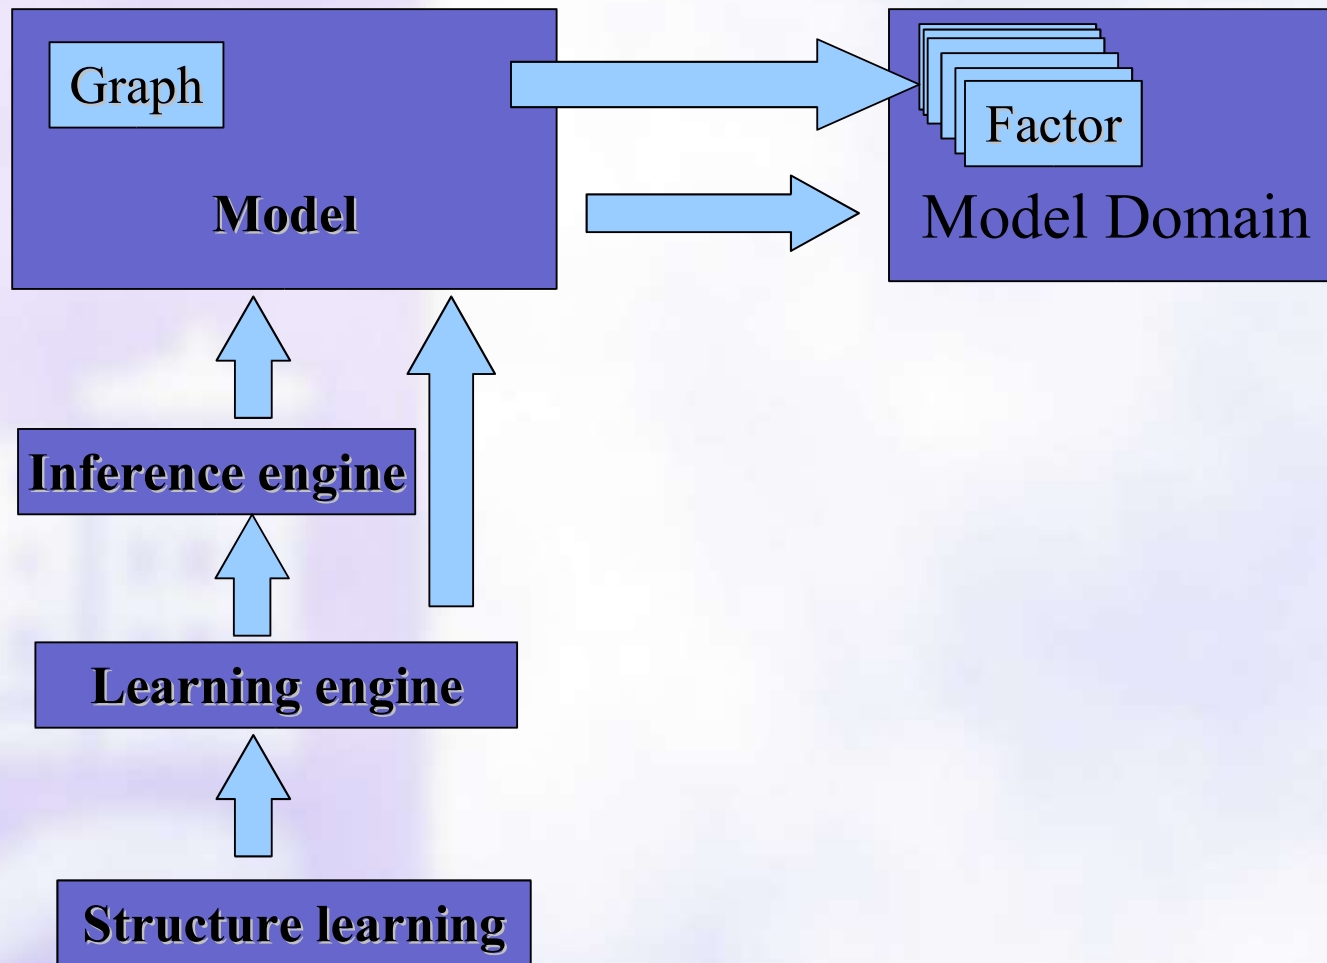 Graph
Factor
Model
Model Domain
Inference engine
Learning engine
Structure learning